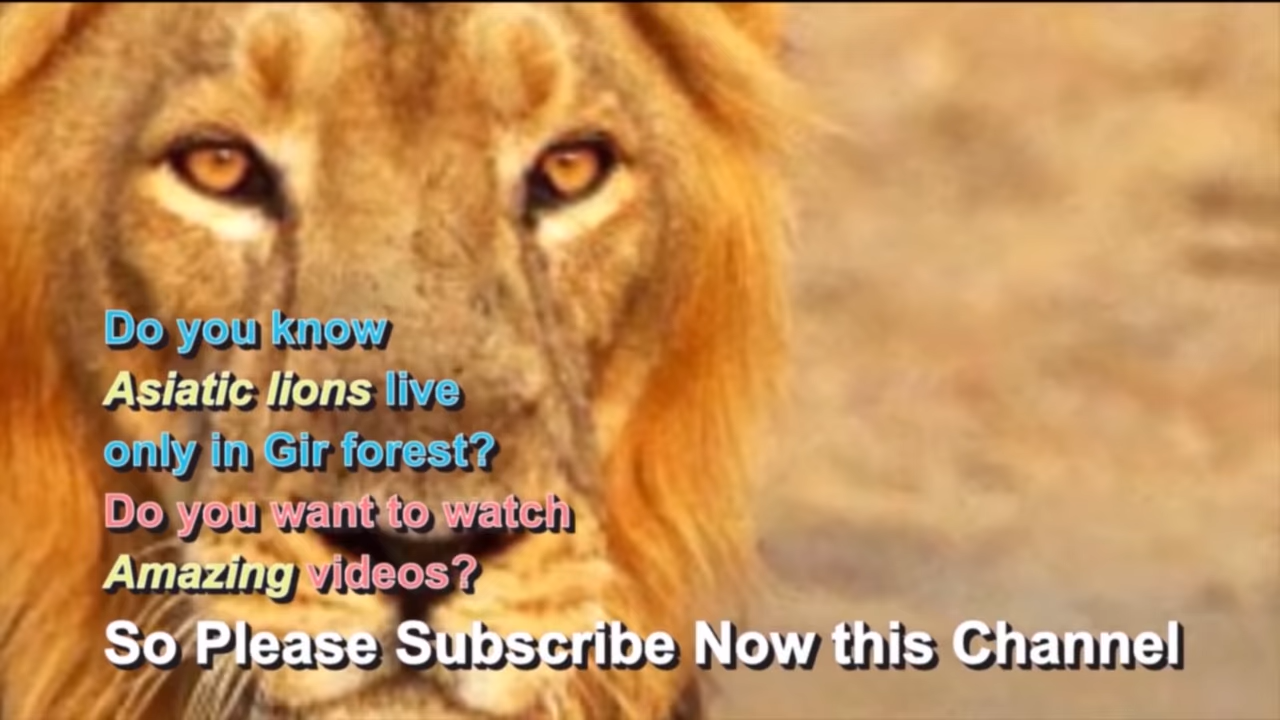 Do you know
Asiatic lions live
only in Gir forest?
Do you want to watch
Amazing videos?
So Please Subscribe Now this Channel